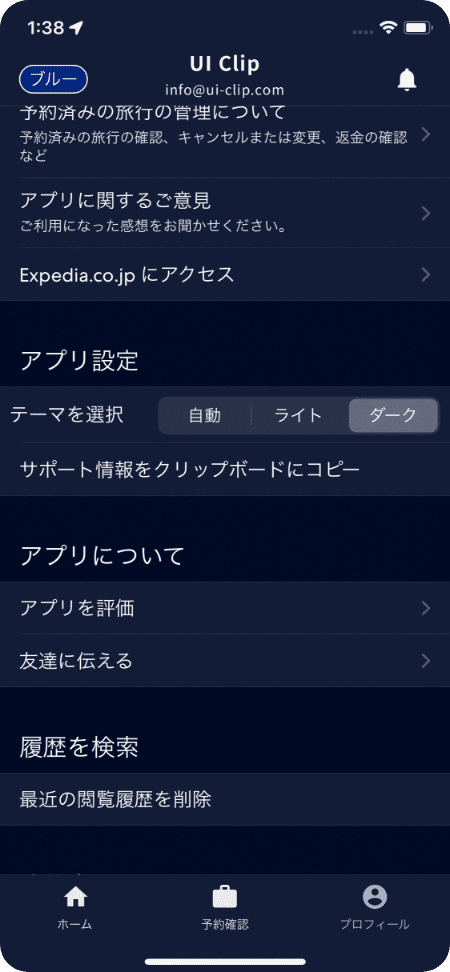 1:38
ブルー
UI Clip
info@ui-clip.com
予約済みの旅行の管理について
予約済みの旅行の確認、キャンセルまたは変更、返金の確認
など
アプリに関するご意見
ご利用になった感想をお聞かせください。
Expedia.co.jp にアクセス
アプリ設定
テーマを選択
自動
ライト
ダーク
サポート情報をクリップボードにコピー
アプリについて
アプリを評価
友達に伝える
履歴を検索
最近の閲覧履歴を削除
ホーム
予約確認
プロフィール